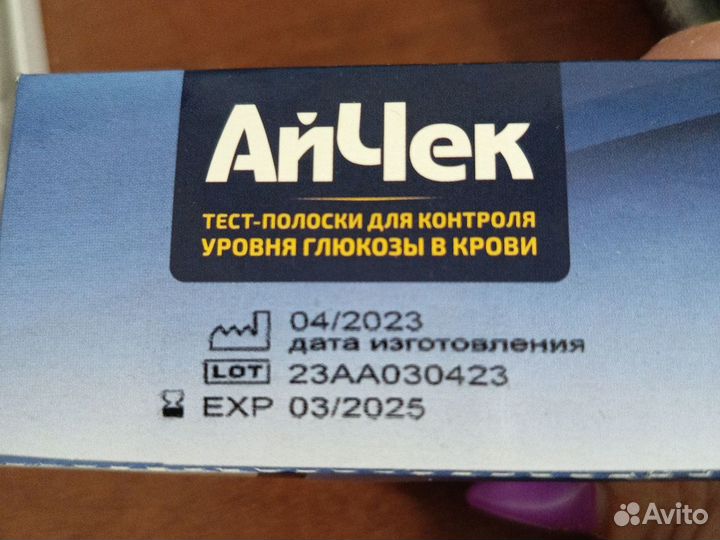 АйЧек
ТЕСТ-ПОЛОСКИ ДЛЯ КОНТРОЛЯ
УРОВНЯ ГЛЮКОЗЫ В КРОВИ
04/2023
дата изготовления
LOT 23AA030423
EXP 03/2025
Avito